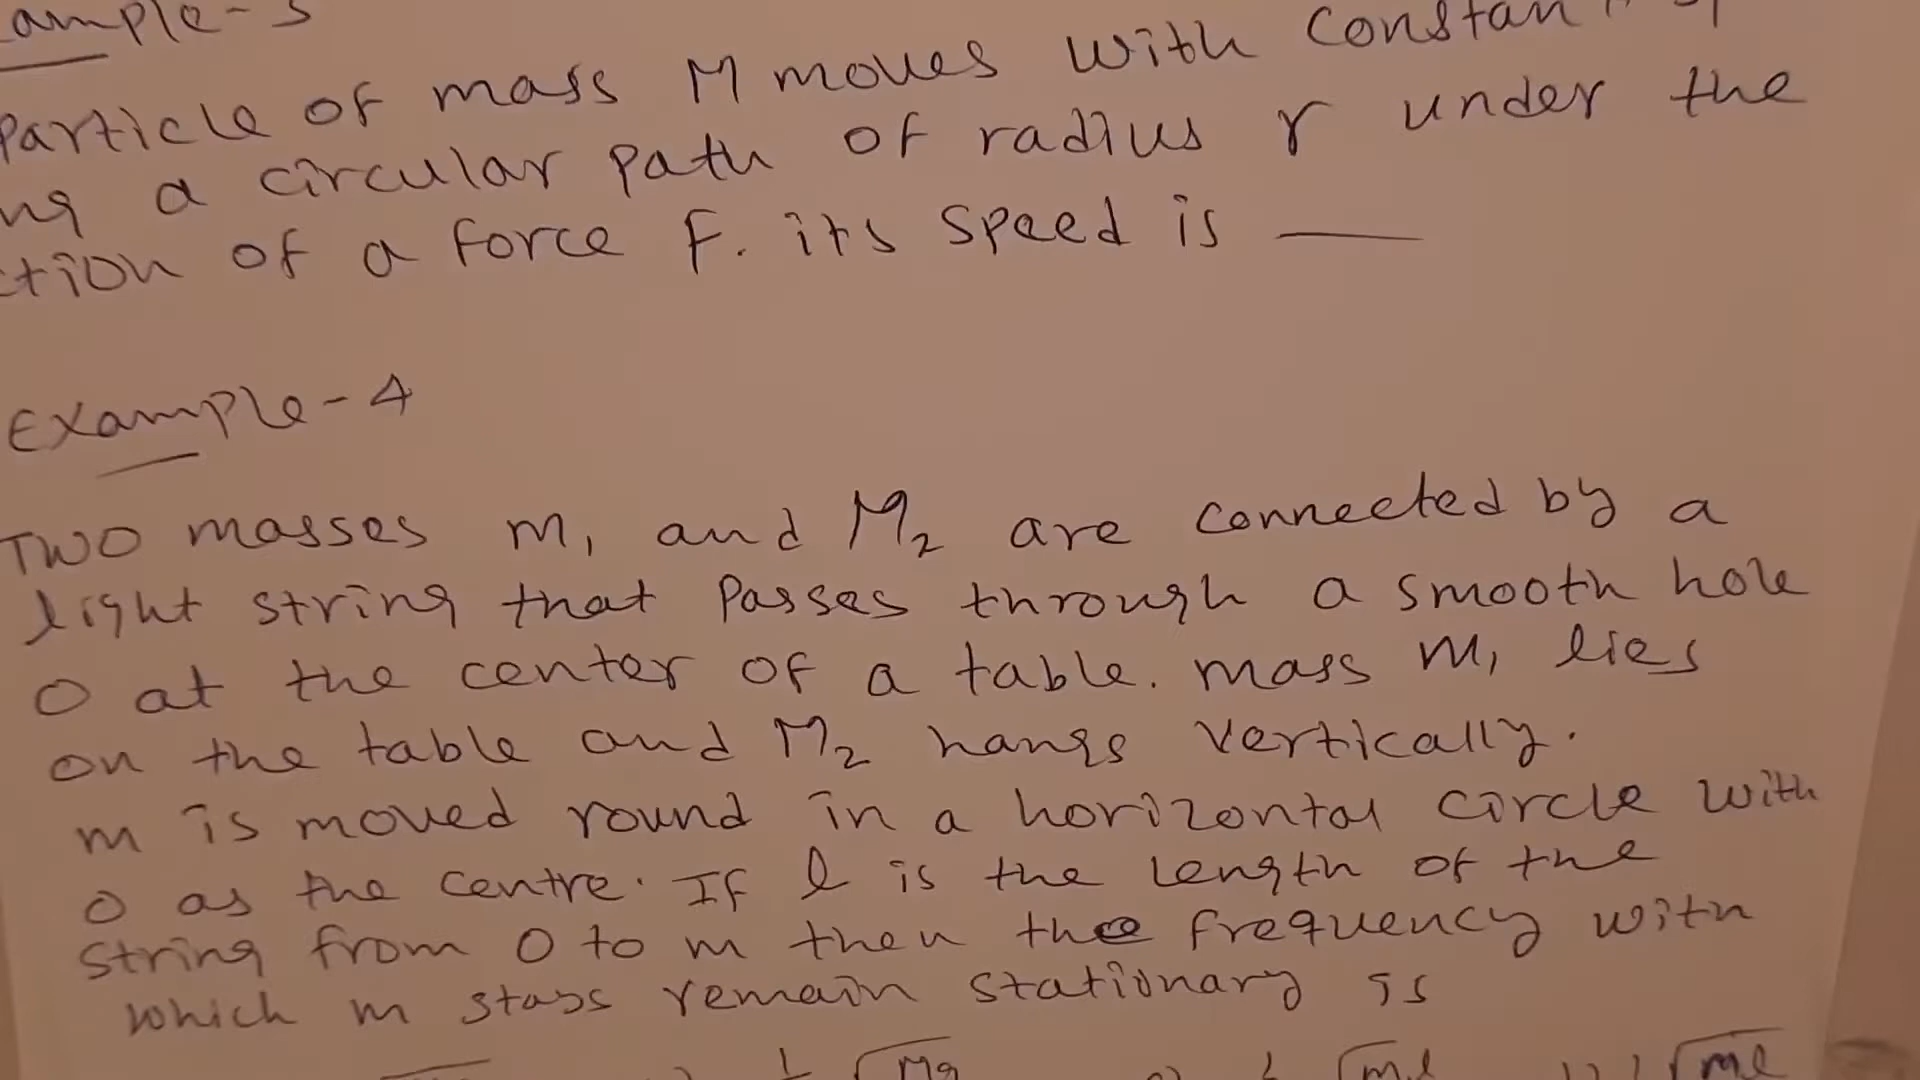 ample-3
Particle of mass M moves with constan
ng a circular path of radius r under the
ction of a force F. its speed is —
Example-4
Two masses m1 and M2 are connected by a
light string that passes through a smooth hole
O at the center of a table. mass m1 lies
on the table and M2 hangs vertically.
m is moved round in a horizontal circle with
O as the centre. If l is the length of the
string from O to m then the frequency with
which m stays remain stationary is